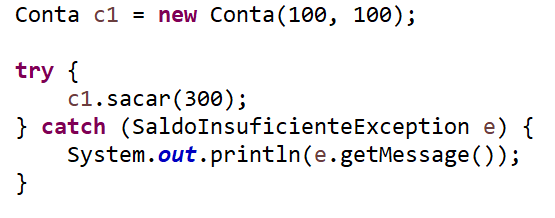 Conta c1 = new Conta(100, 100);
try {
    c1.sacar(300);
} catch (SaldoInsuficienteException e) {
    System.out.println(e.getMessage());
}